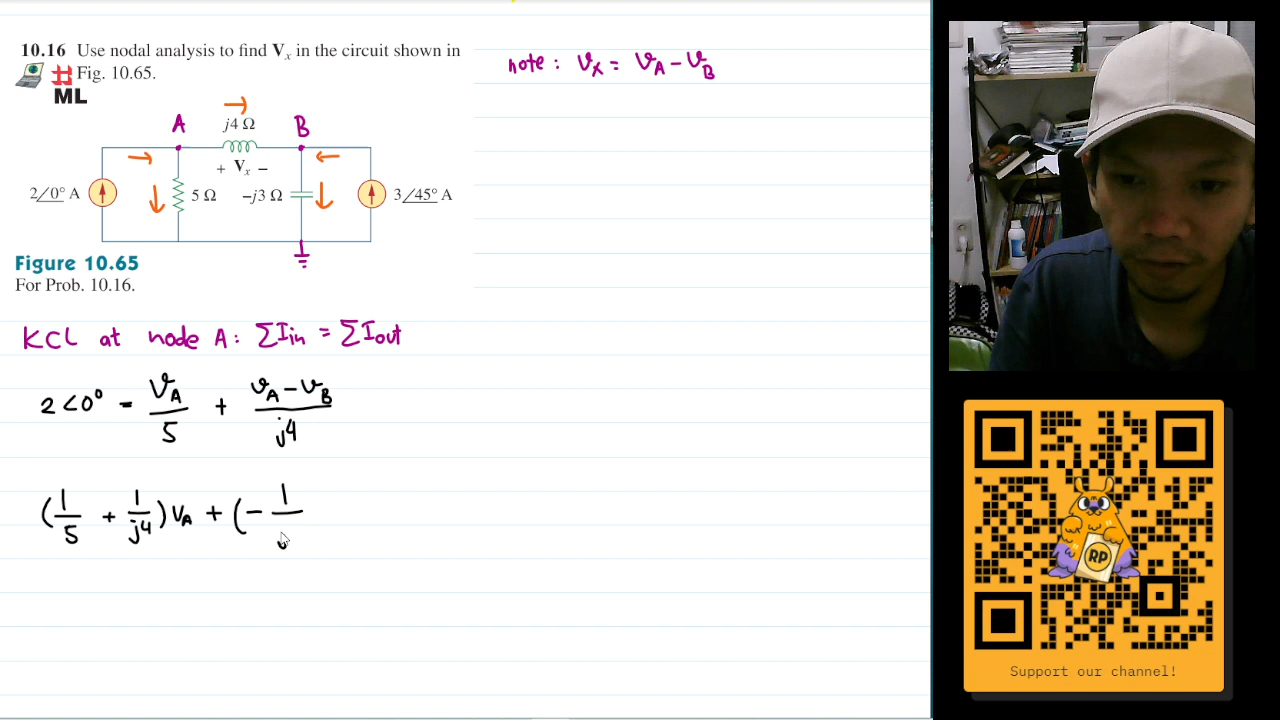 10.16 Use nodal analysis to find Vₓ in the circuit shown in
Fig. 10.65.
ML
A
j4 Ω
B
+ Vₓ −
2∠0° A
5 Ω
−j3 Ω
3∠45° A
Figure 10.65
For Prob. 10.16.
note: Vx = VA − VB
KCL at node A: ΣIin = ΣIout
2<0° = VA/5 + (VA − VB)/j4
(1/5 + 1/j4) VA + (− 1/
RP
Support our channel!